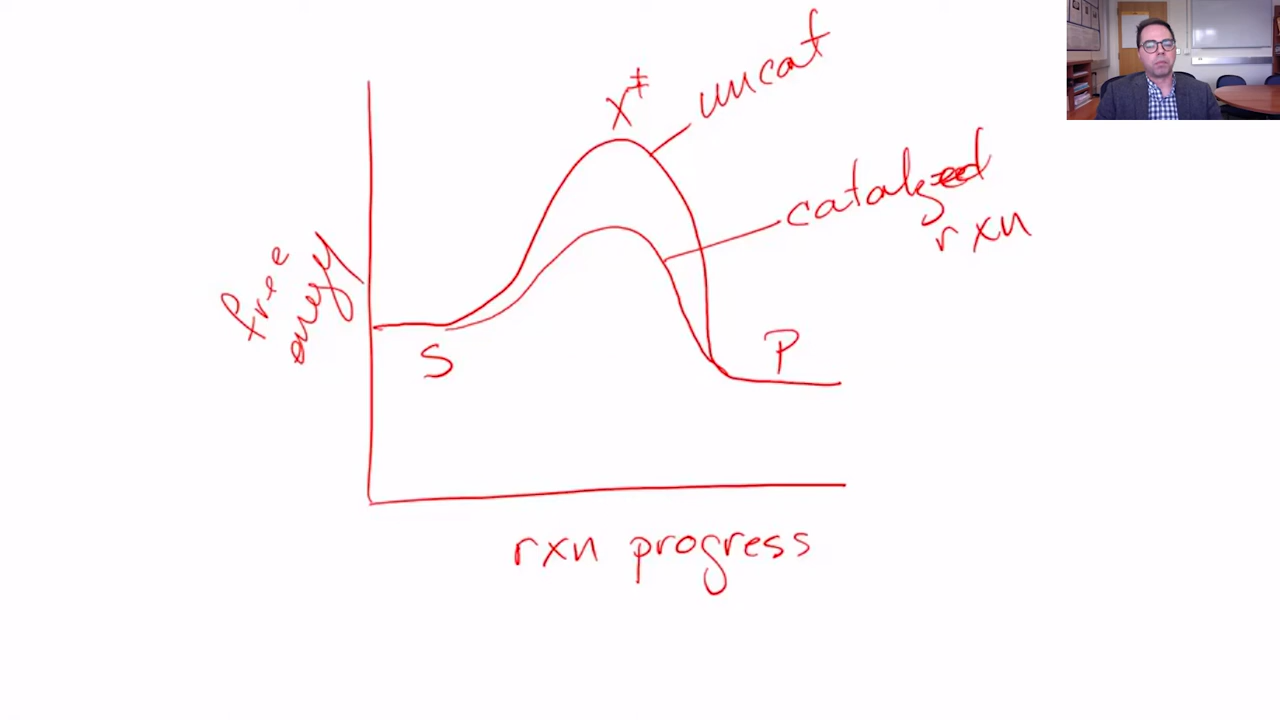 X‡
uncat
catalyzed
rxn
free
energy
S
P
rxn progress